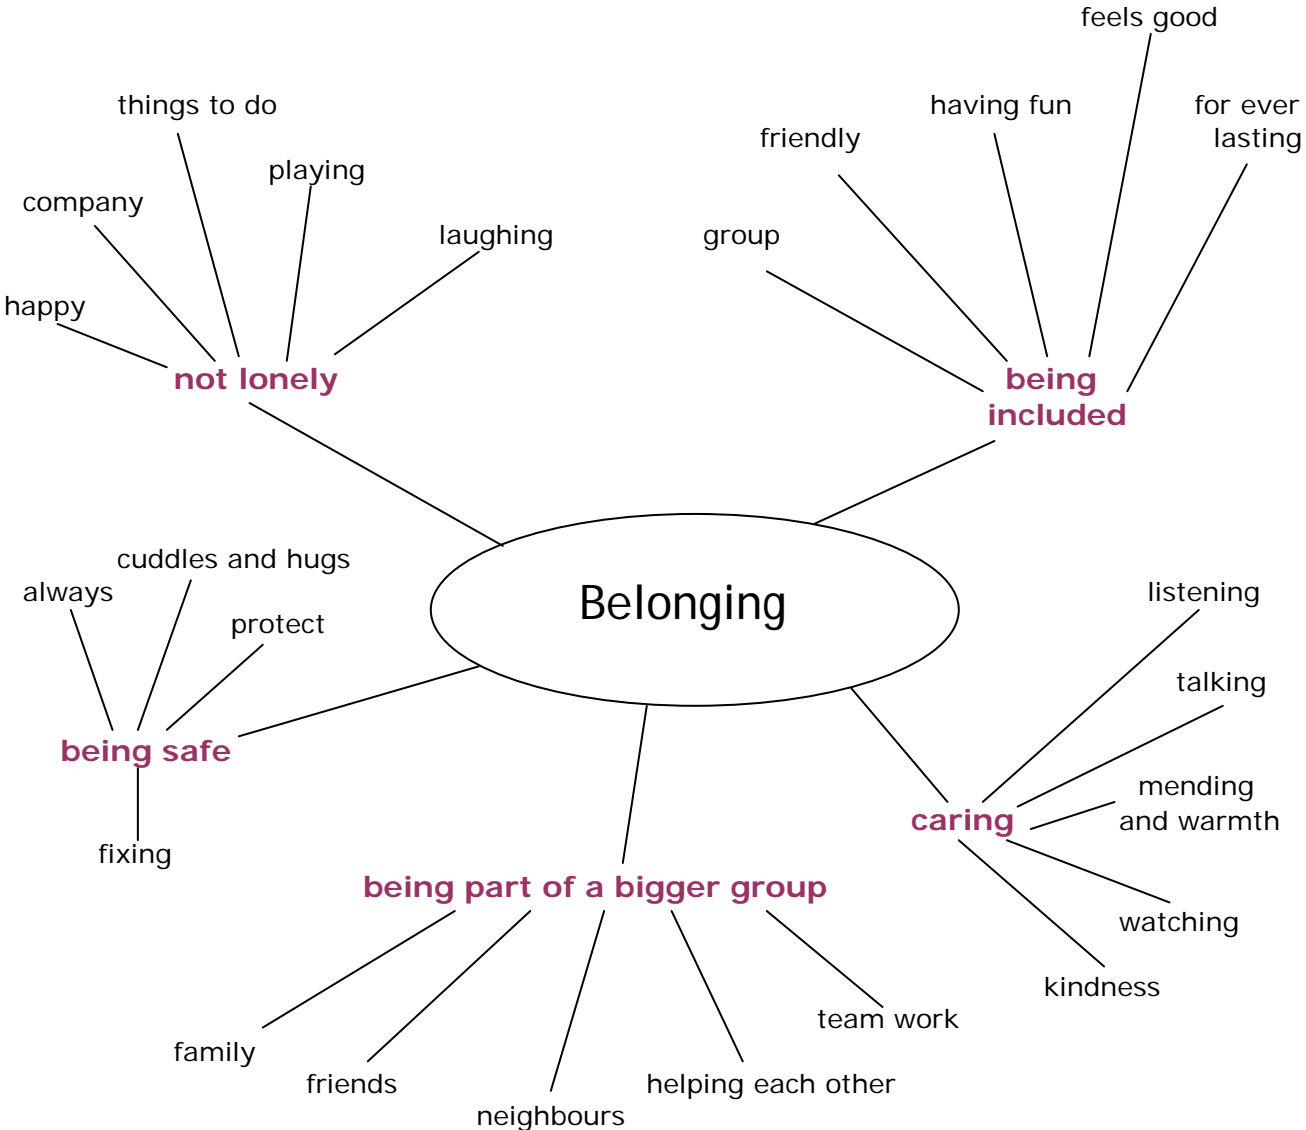 feels good
things to do
having fun
for ever
lasting
friendly
playing
company
laughing
group
happy
not lonely
being
included
cuddles and hugs
always
protect
Belonging
listening
talking
being safe
mending
and warmth
caring
fixing
being part of a bigger group
watching
kindness
team work
family
friends
helping each other
neighbours